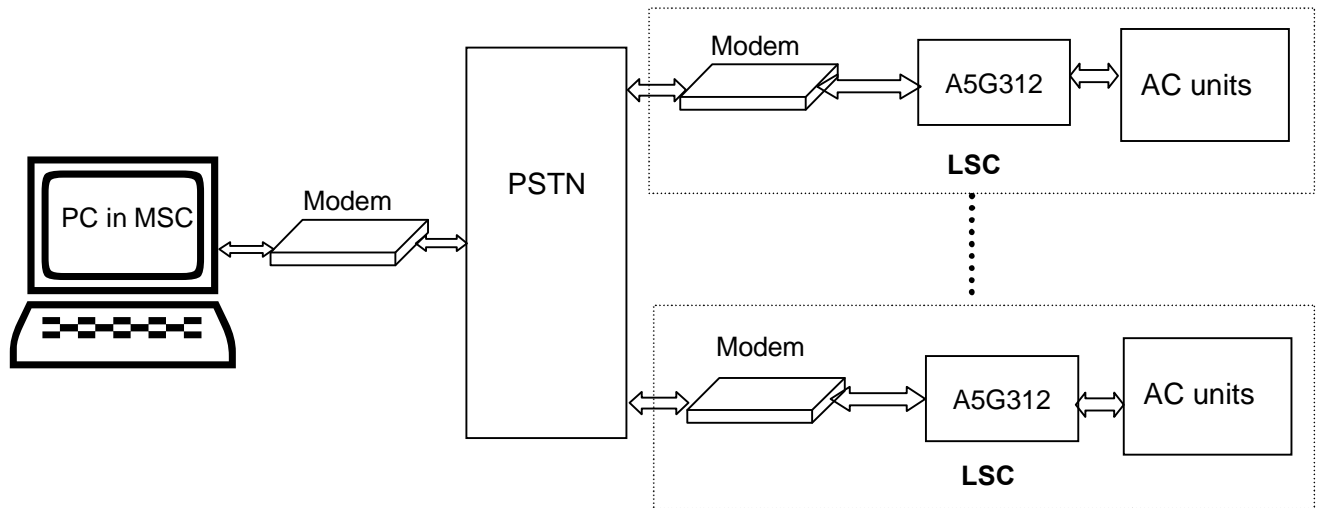 Modem
A5G312
AC units
LSC
PC in MSC
Modem
PSTN
Modem
A5G312
AC units
LSC